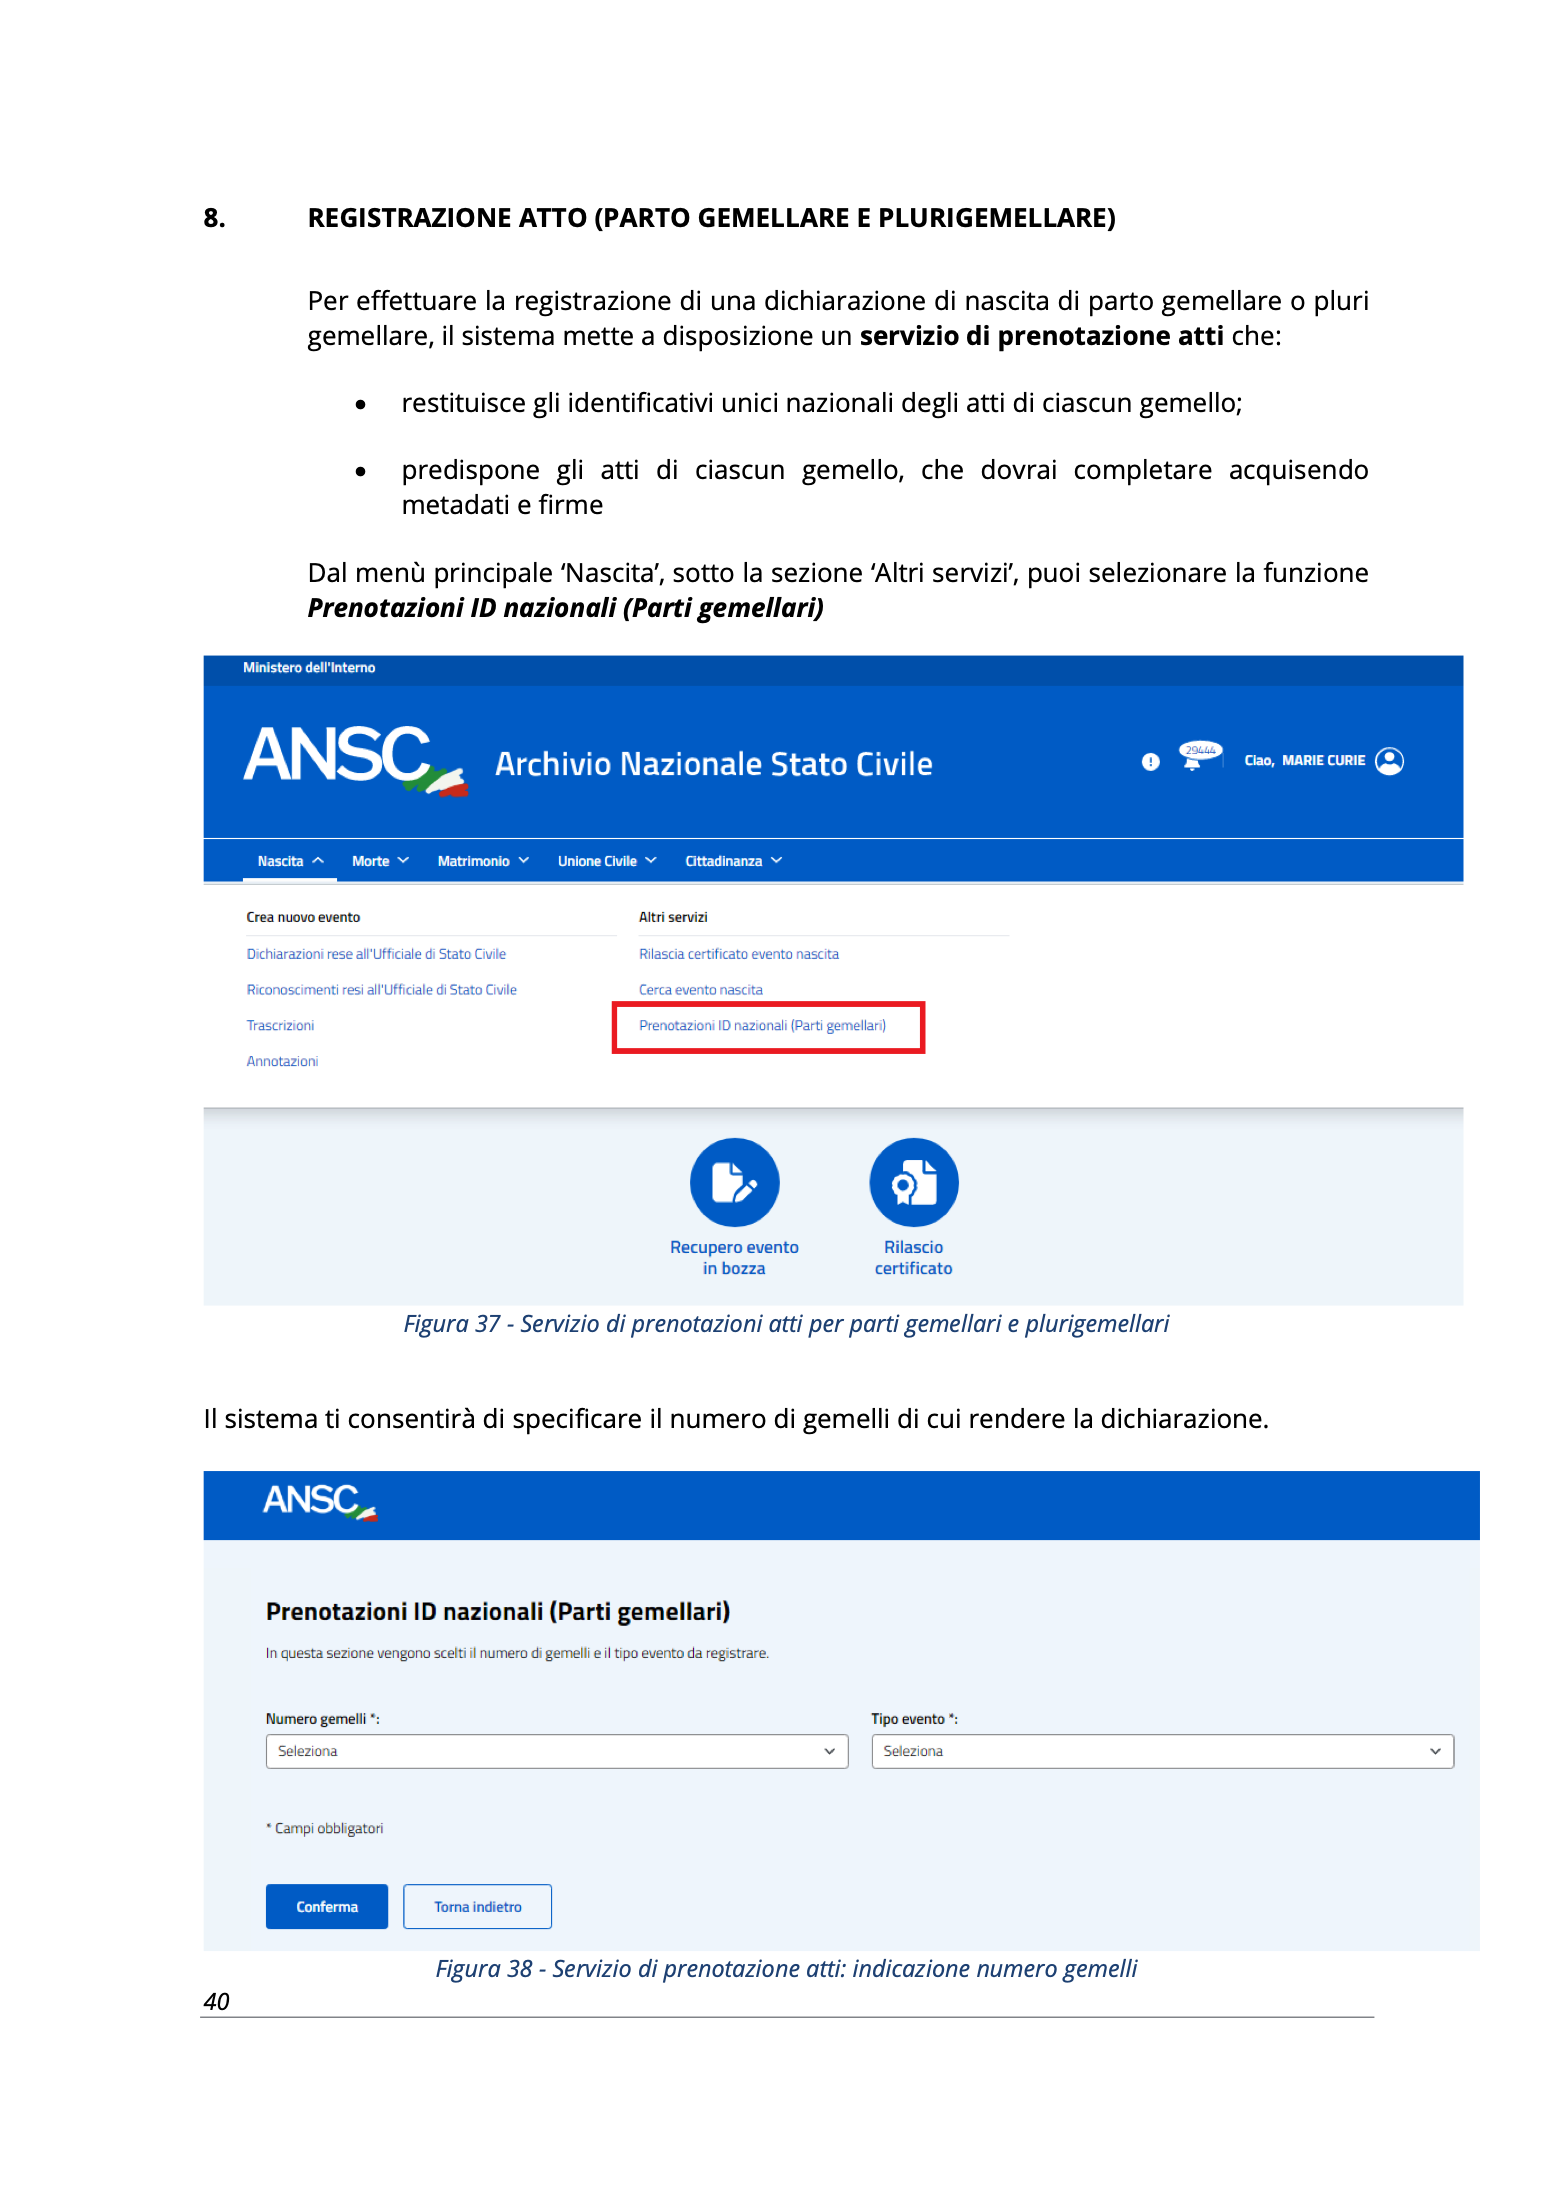 8. REGISTRAZIONE ATTO (PARTO GEMELLARE E PLURIGEMELLARE)
Per effettuare la registrazione di una dichiarazione di nascita di parto gemellare o pluri
gemellare, il sistema mette a disposizione un servizio di prenotazione atti che:
• restituisce gli identificativi unici nazionali degli atti di ciascun gemello;
• predispone gli atti di ciascun gemello, che dovrai completare acquisendo
metadati e firme
Dal menù principale ‘Nascita’, sotto la sezione ‘Altri servizi’, puoi selezionare la funzione
Prenotazioni ID nazionali (Parti gemellari)
Ministero dell'Interno
ANSC Archivio Nazionale Stato Civile
29444
Ciao, MARIE CURIE
Nascita Morte Matrimonio Unione Civile Cittadinanza
Crea nuovo evento
Dichiarazioni rese all'Ufficiale di Stato Civile
Riconoscimenti resi all'Ufficiale di Stato Civile
Trascrizioni
Annotazioni
Altri servizi
Rilascia certificato evento nascita
Cerca evento nascita
Prenotazioni ID nazionali (Parti gemellari)
Recupero evento
in bozza
Rilascio
certificato
Figura 37 - Servizio di prenotazioni atti per parti gemellari e plurigemellari
Il sistema ti consentirà di specificare il numero di gemelli di cui rendere la dichiarazione.
ANSC
Prenotazioni ID nazionali (Parti gemellari)
In questa sezione vengono scelti il numero di gemelli e il tipo evento da registrare.
Numero gemelli *:
Seleziona
Tipo evento *:
Seleziona
* Campi obbligatori
Conferma
Torna indietro
Figura 38 - Servizio di prenotazione atti: indicazione numero gemelli
40